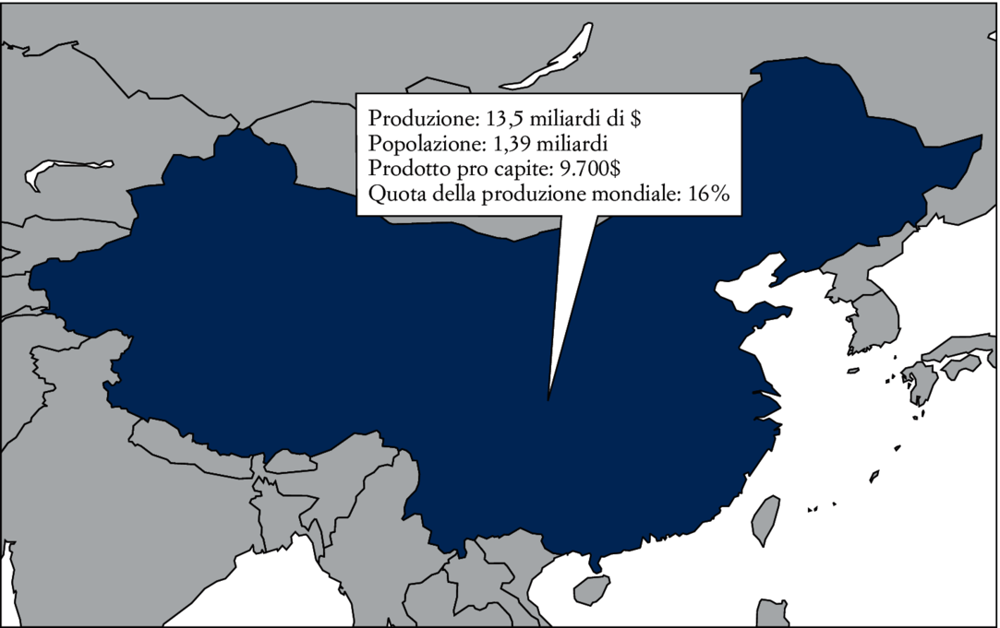 Produzione: 13,5 miliardi di $
Popolazione: 1,39 miliardi
Prodotto pro capite: 9.700$
Quota della produzione mondiale: 16%